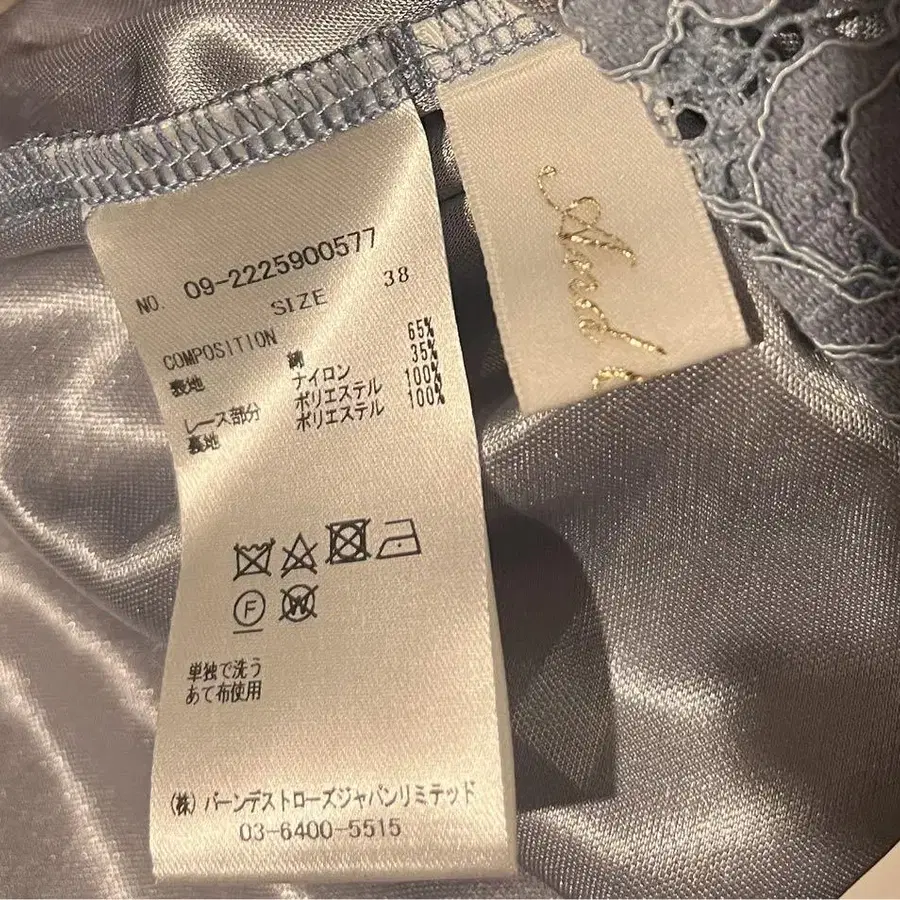 NO. 09-2225900577
SIZE 38
COMPOSITION
表地 綿 65%
ナイロン 35%
レース部分 ポリエステル 100%
裏地 ポリエステル 100%
F
W
単独で洗う
あて布使用
(株) バーンデストローズジャパンリミテッド
03-6400-5515